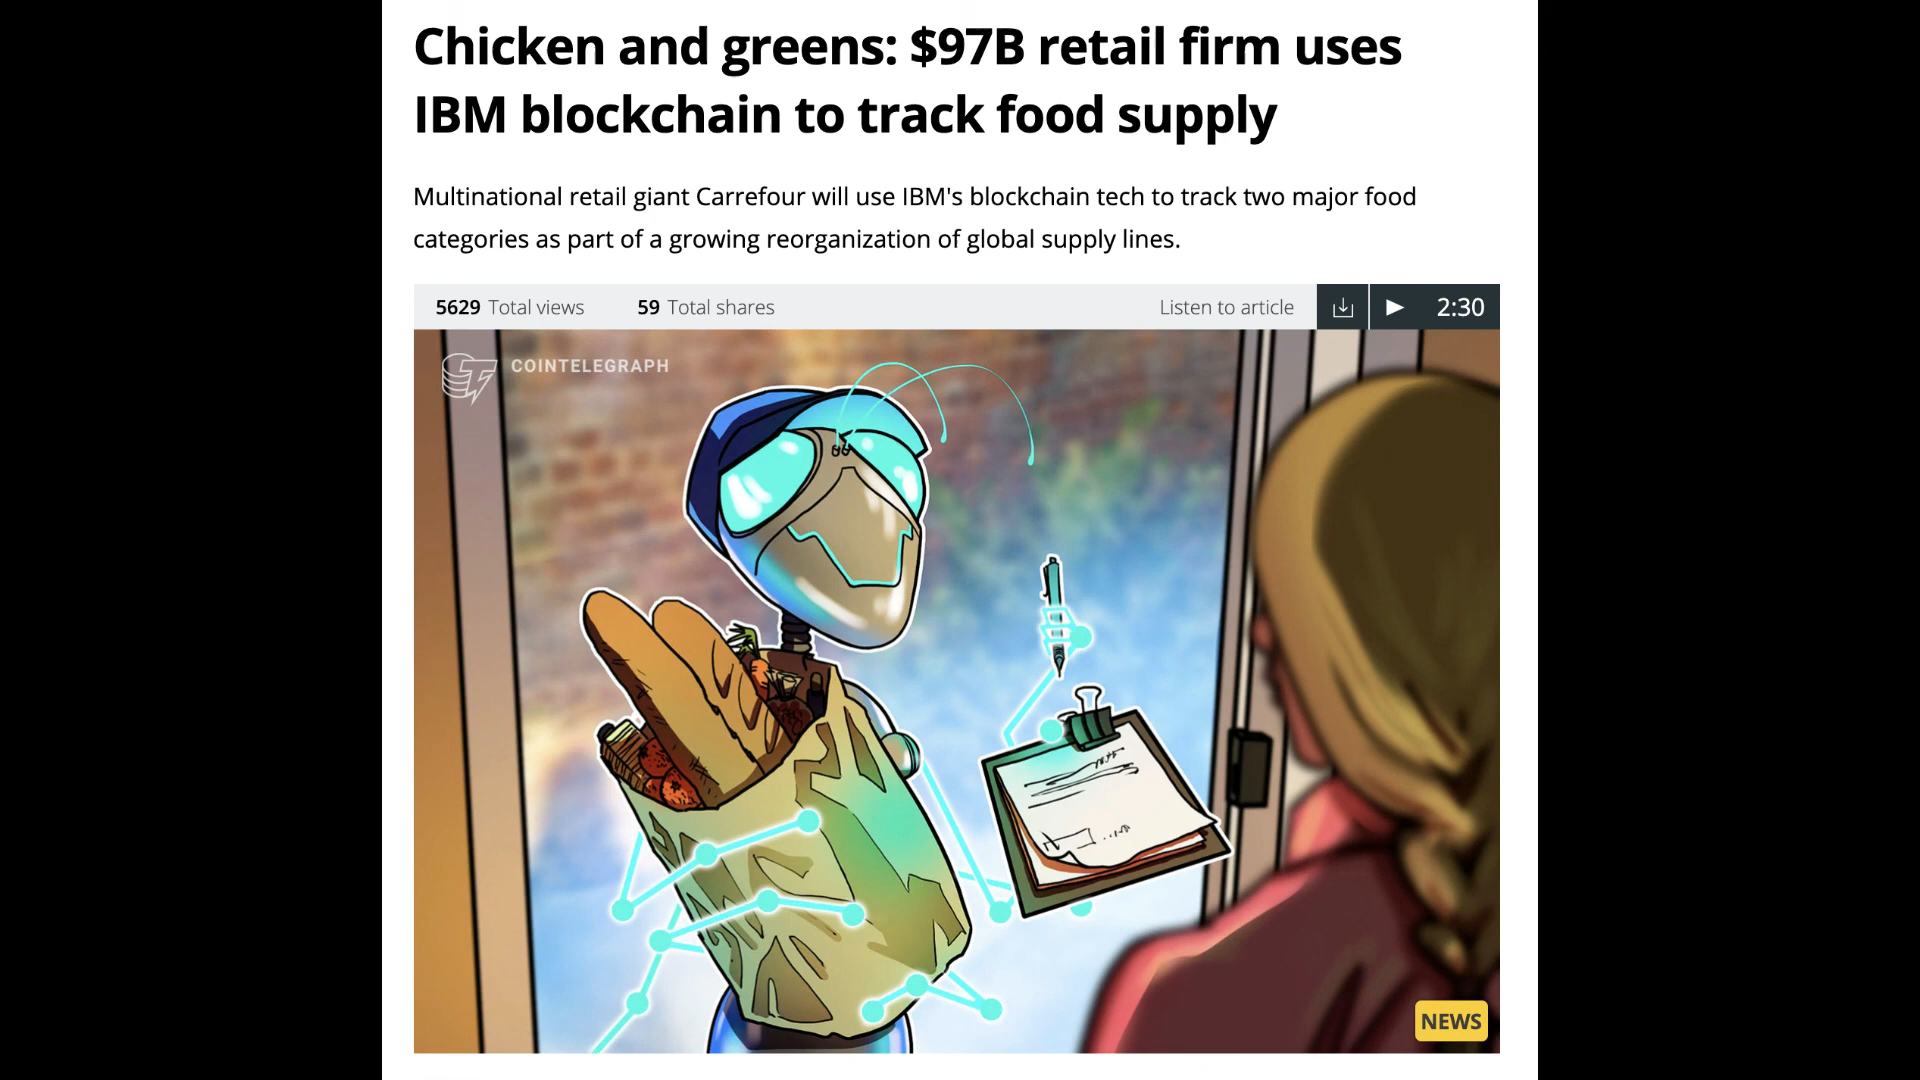 Chicken and greens: $97B retail firm uses
IBM blockchain to track food supply
Multinational retail giant Carrefour will use IBM's blockchain tech to track two major food
categories as part of a growing reorganization of global supply lines.
5629 Total views 59 Total shares Listen to article 2:30
COINTELEGRAPH
NEWS